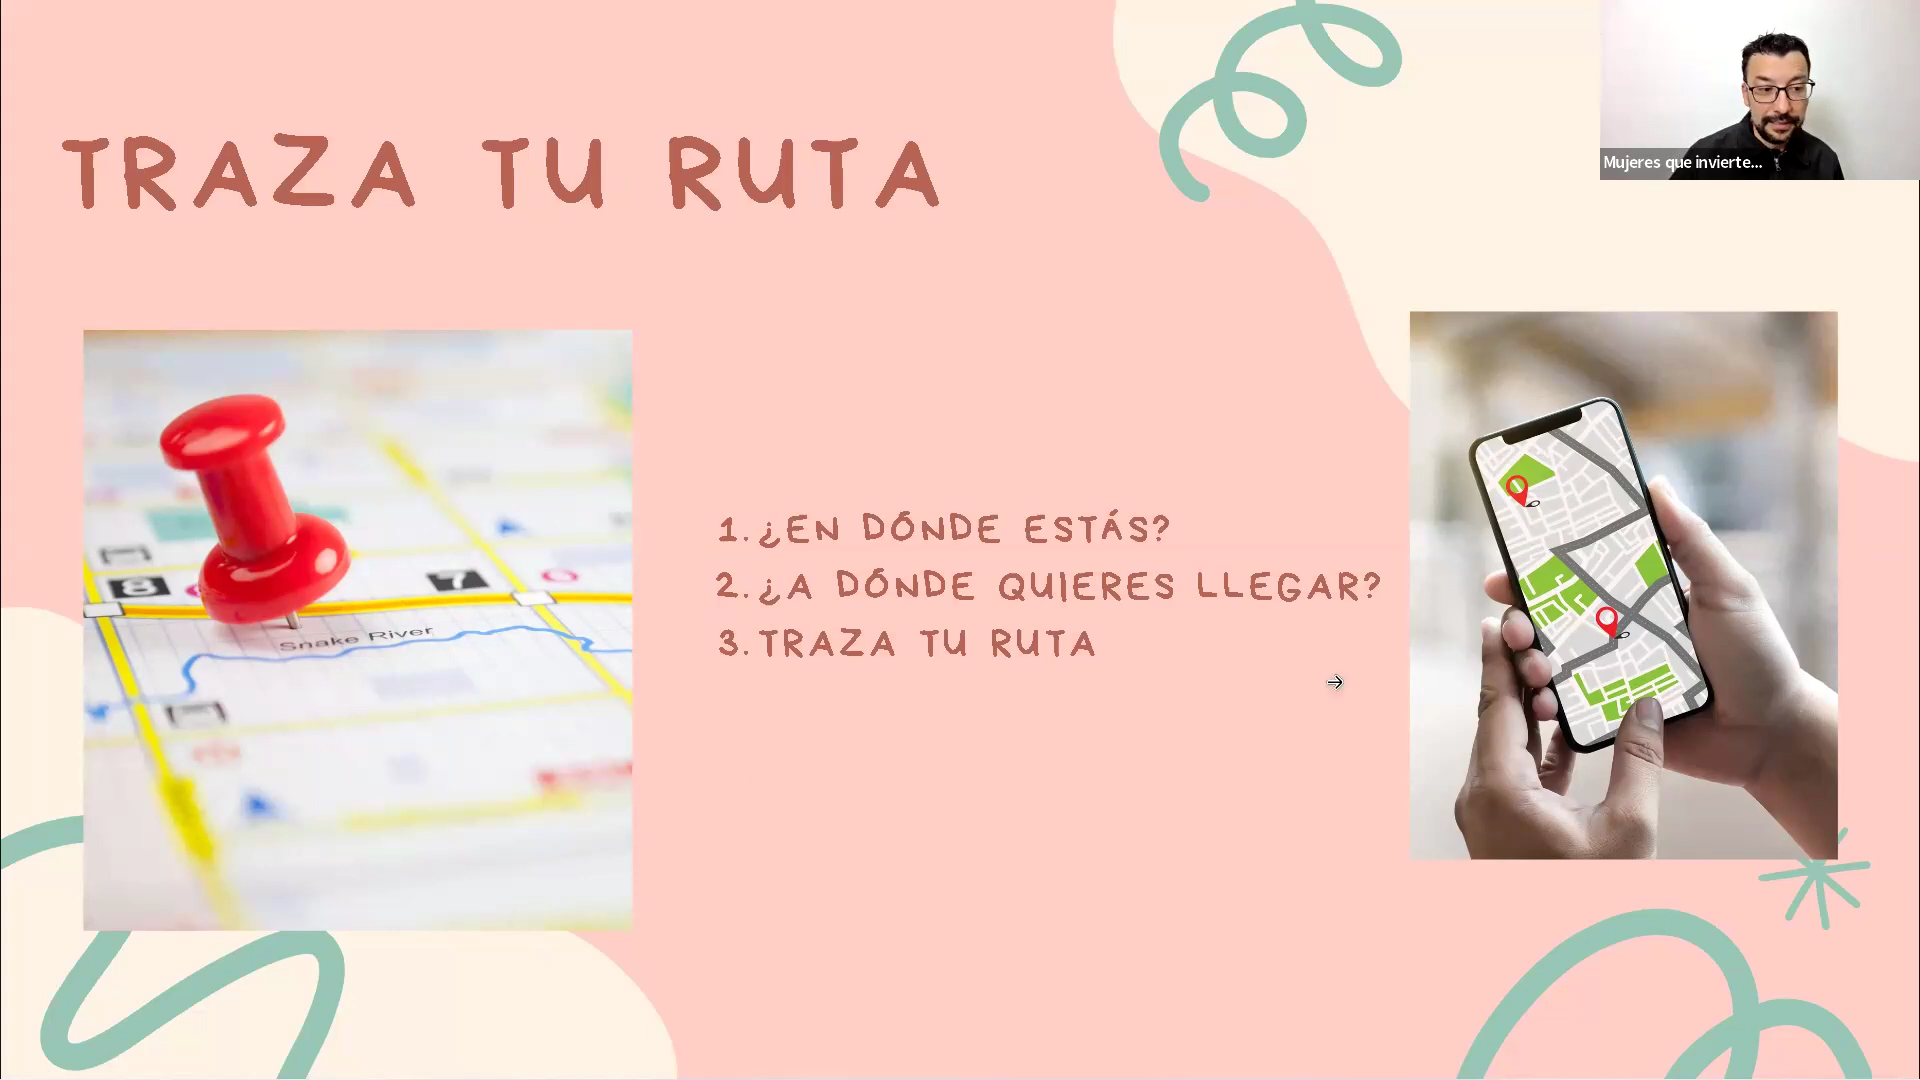 TRAZA TU RUTA
Mujeres que invierte...
8
7
Snake River
1. ¿EN DÓNDE ESTÁS?
2. ¿A DÓNDE QUIERES LLEGAR?
3. TRAZA TU RUTA